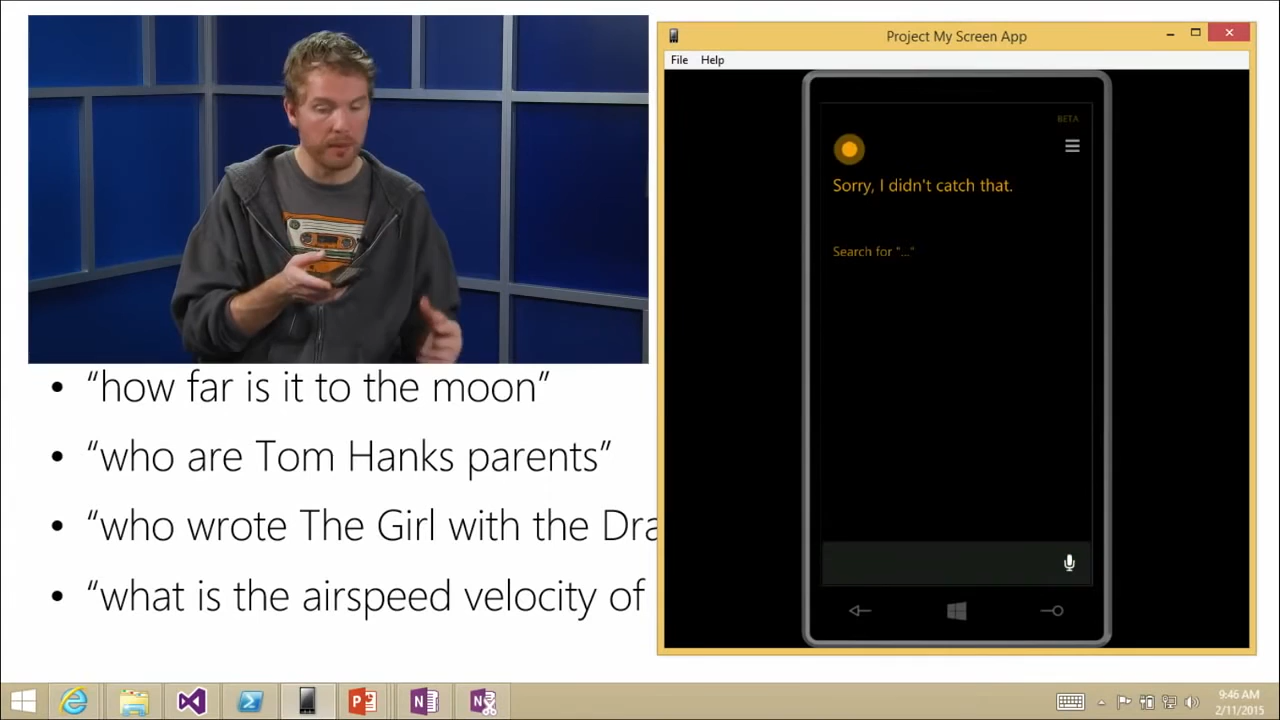 Project My Screen App
File Help
BETA
Sorry, I didn't catch that.
Search for "..."
• “how far is it to the moon”
• “who are Tom Hanks parents”
• “who wrote The Girl with the Dra
• “what is the airspeed velocity of
9:46 AM
2/11/2015